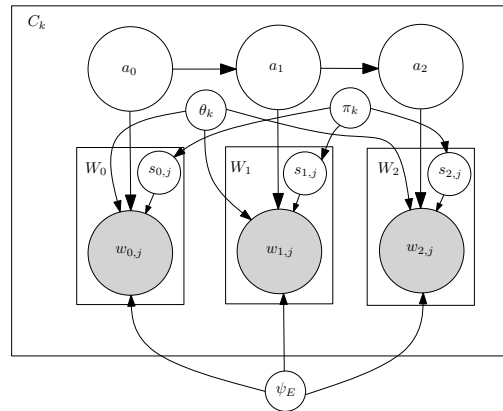 C_k
a_0
a_1
a_2
θ_k
π_k
W_0
s_{0,j}
W_1
s_{1,j}
W_2
s_{2,j}
w_{0,j}
w_{1,j}
w_{2,j}
ψ_E